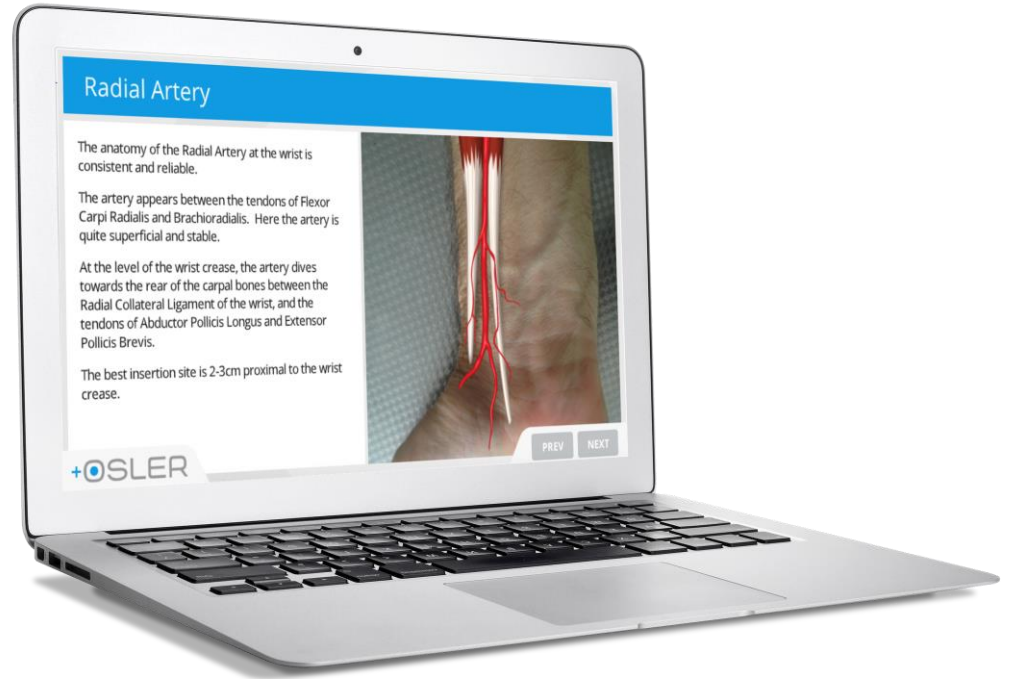 Radial Artery
The anatomy of the Radial Artery at the wrist is
consistent and reliable.
The artery appears between the tendons of Flexor
Carpi Radialis and Brachioradialis. Here the artery is
quite superficial and stable.
At the level of the wrist crease, the artery dives
towards the rear of the carpal bones between the
Radial Collateral Ligament of the wrist, and the
tendons of Abductor Pollicis Longus and Extensor
Pollicis Brevis.
The best insertion site is 2-3cm proximal to the wrist
crease.
+OSLER
PREV NEXT